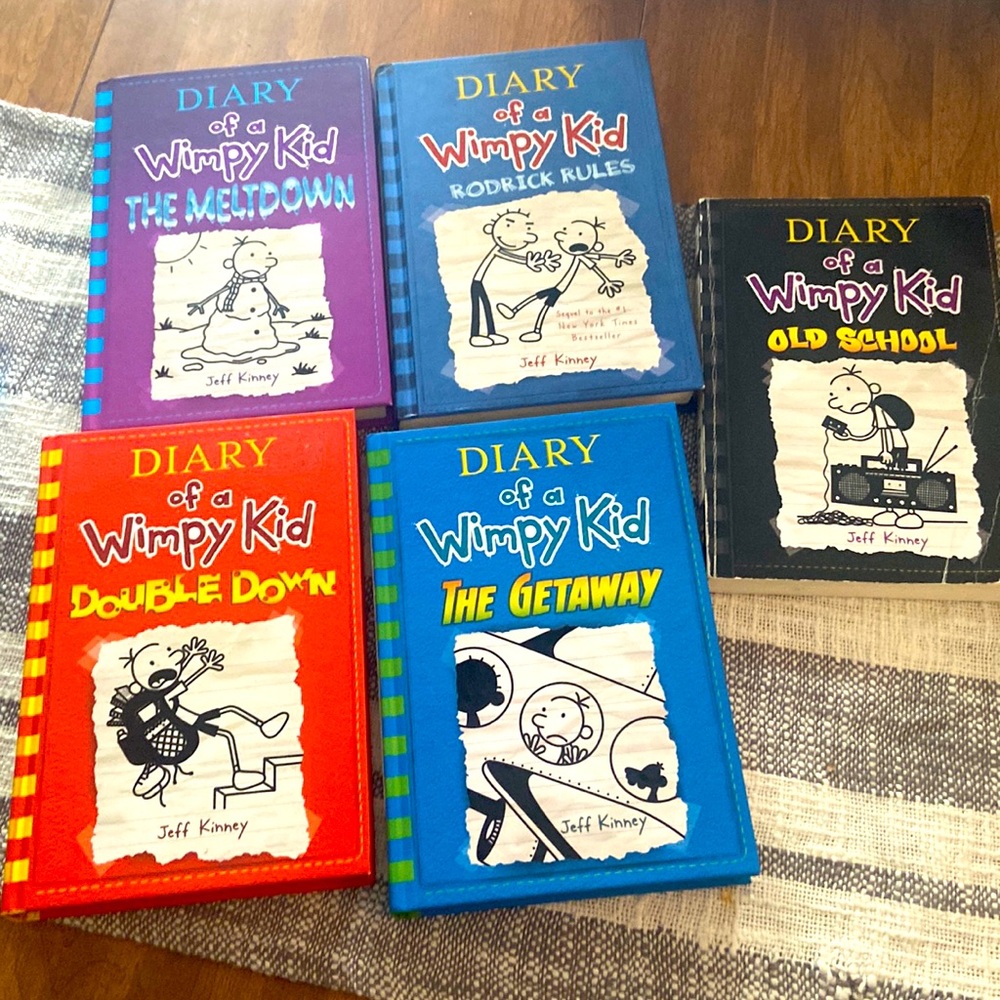 DIARY
of a
Wimpy Kid
THE MELTDOWN
Jeff Kinney
DIARY
of a
Wimpy Kid
RODRICK RULES
Sequel to the #1
New York Times
Bestseller
Jeff Kinney
DIARY
of a
Wimpy Kid
OLD SCHOOL
Jeff Kinney
DIARY
of a
Wimpy Kid
DOUBLE DOWN
Jeff Kinney
DIARY
of a
Wimpy Kid
THE GETAWAY
Jeff Kinney